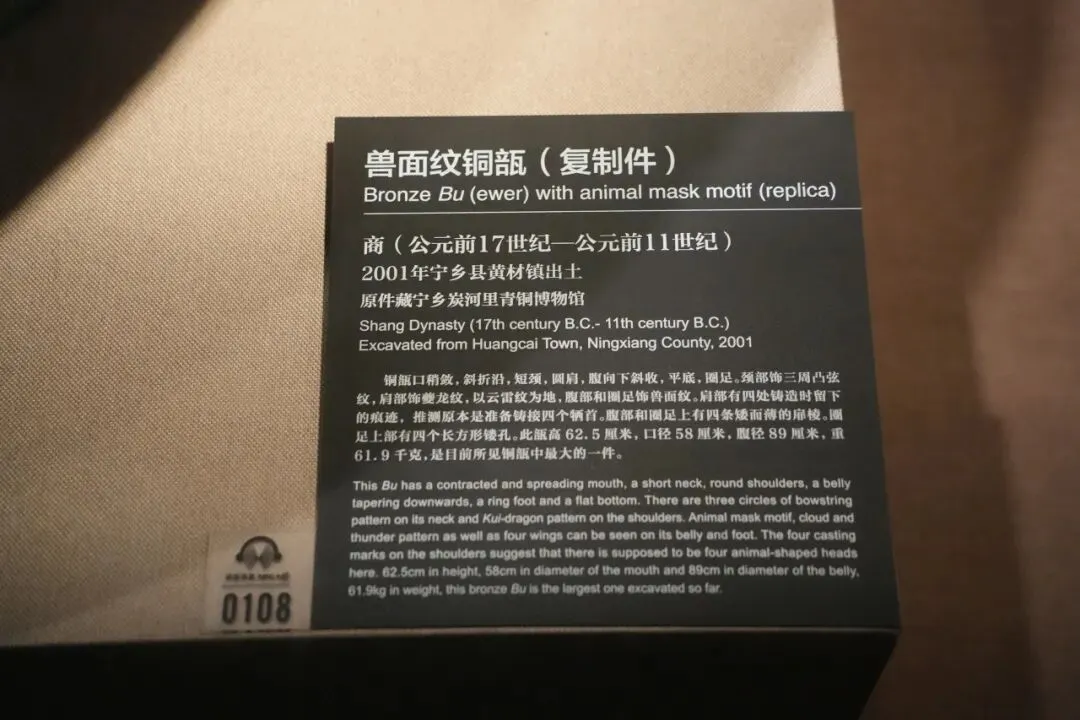 兽面纹铜瓿（复制件）
Bronze Bu (ewer) with animal mask motif (replica)
商（公元前17世纪—公元前11世纪）
2001年宁乡县黄材镇出土
原件藏宁乡炭河里青铜博物馆
Shang Dynasty (17th century B.C.- 11th century B.C.)
Excavated from Huangcai Town, Ningxiang County, 2001
铜瓿口稍敛，斜折沿，短颈，圆肩，腹向下斜收，平底，圈足。颈部饰三周凸弦
纹，肩部饰夔龙纹，以云雷纹为地，腹部和圈足饰兽面纹。肩部有四处铸造时留下
的痕迹，推测原本是准备铸接四个牺首。腹部和圈足上有四条矮而薄的扉棱。圈
足上部有四个长方形镂孔。此瓿高 62.5 厘米，口径 58 厘米，腹径 89 厘米，重
61.9 千克，是目前所见铜瓿中最大的一件。
This Bu has a contracted and spreading mouth, a short neck, round shoulders, a belly
tapering downwards, a ring foot and a flat bottom. There are three circles of bowstring
pattern on its neck and Kui-dragon pattern on the shoulders. Animal mask motif, cloud and
thunder pattern as well as four wings can be seen on its belly and foot. The four casting
marks on the shoulders suggest that there is supposed to be four animal-shaped heads
here. 62.5cm in height, 58cm in diameter of the mouth and 89cm in diameter of the belly,
61.9kg in weight, this bronze Bu is the largest one excavated so far.
0108